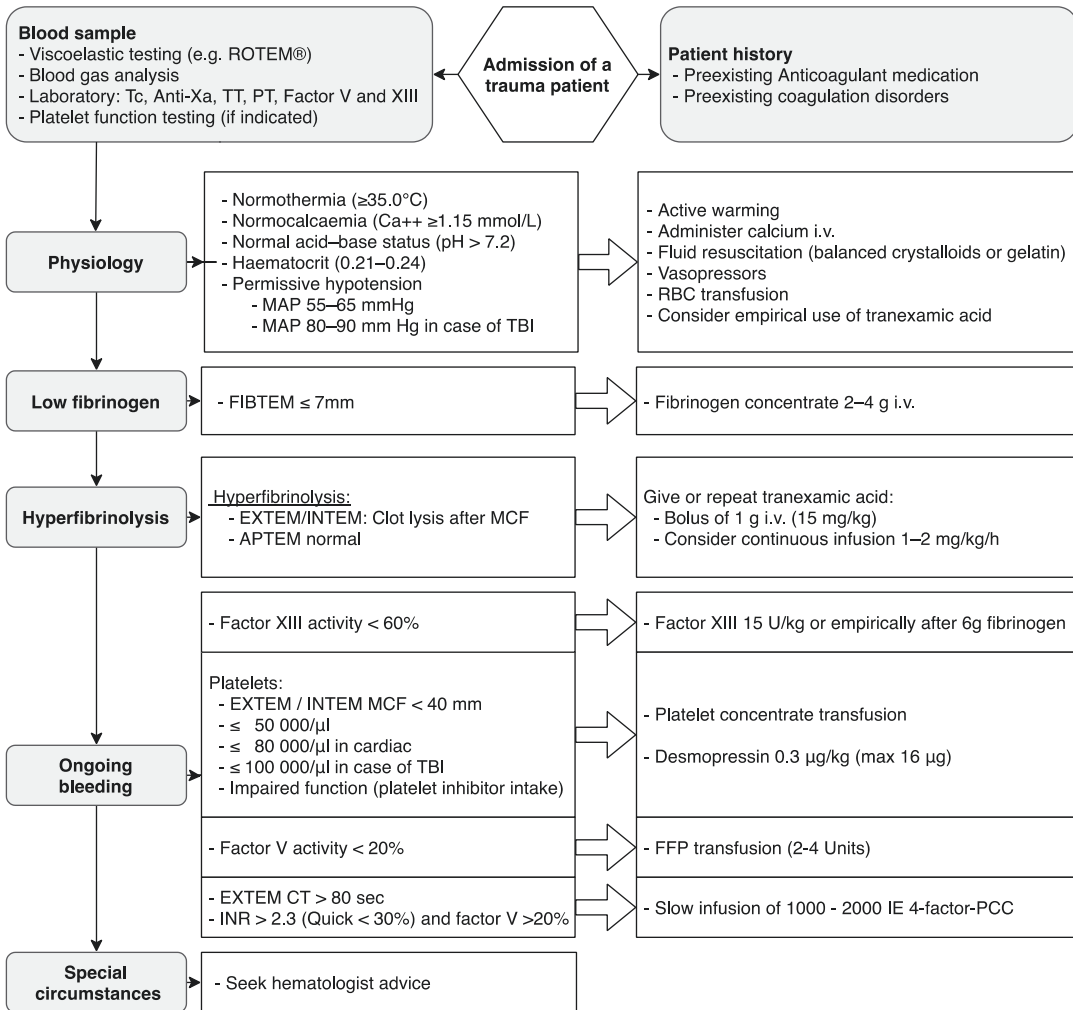 Blood sample
- Viscoelastic testing (e.g. ROTEM®)
- Blood gas analysis
- Laboratory: Tc, Anti-Xa, TT, PT, Factor V and XIII
- Platelet function testing (if indicated)
Admission of a
trauma patient
Patient history
- Preexisting Anticoagulant medication
- Preexisting coagulation disorders
Physiology
- Normothermia (≥35.0°C)
- Normocalcaemia (Ca++ ≥1.15 mmol/L)
- Normal acid–base status (pH > 7.2)
- Haematocrit (0.21–0.24)
- Permissive hypotension
- MAP 55–65 mmHg
- MAP 80–90 mm Hg in case of TBI
- Active warming
- Administer calcium i.v.
- Fluid resuscitation (balanced crystalloids or gelatin)
- Vasopressors
- RBC transfusion
- Consider empirical use of tranexamic acid
Low fibrinogen
- FIBTEM ≤ 7mm
- Fibrinogen concentrate 2–4 g i.v.
Hyperfibrinolysis
Hyperfibrinolysis:
- EXTEM/INTEM: Clot lysis after MCF
- APTEM normal
Give or repeat tranexamic acid:
- Bolus of 1 g i.v. (15 mg/kg)
- Consider continuous infusion 1–2 mg/kg/h
Ongoing
bleeding
- Factor XIII activity < 60%
- Factor XIII 15 U/kg or empirically after 6g fibrinogen
Platelets:
- EXTEM / INTEM MCF < 40 mm
- ≤ 50 000/µl
- ≤ 80 000/µl in cardiac
- ≤ 100 000/µl in case of TBI
- Impaired function (platelet inhibitor intake)
- Platelet concentrate transfusion
- Desmopressin 0.3 µg/kg (max 16 µg)
- Factor V activity < 20%
- FFP transfusion (2-4 Units)
- EXTEM CT > 80 sec
- INR > 2.3 (Quick < 30%) and factor V >20%
- Slow infusion of 1000 - 2000 IE 4-factor-PCC
Special
circumstances
- Seek hematologist advice